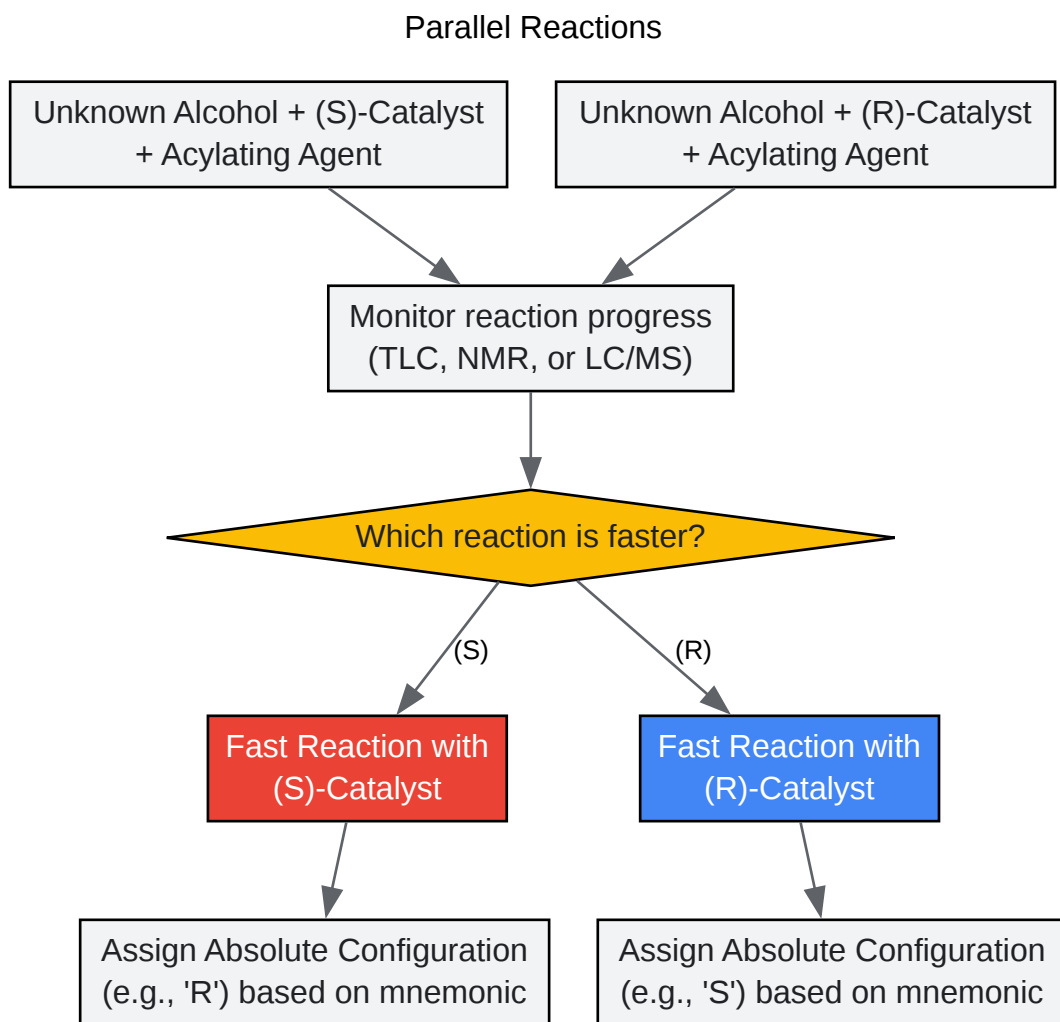 Parallel Reactions
Unknown Alcohol + (S)-Catalyst
+ Acylating Agent
Unknown Alcohol + (R)-Catalyst
+ Acylating Agent
Monitor reaction progress
(TLC, NMR, or LC/MS)
Which reaction is faster?
(S)
(R)
Fast Reaction with
(S)-Catalyst
Fast Reaction with
(R)-Catalyst
Assign Absolute Configuration
(e.g., 'R') based on mnemonic
Assign Absolute Configuration
(e.g., 'S') based on mnemonic